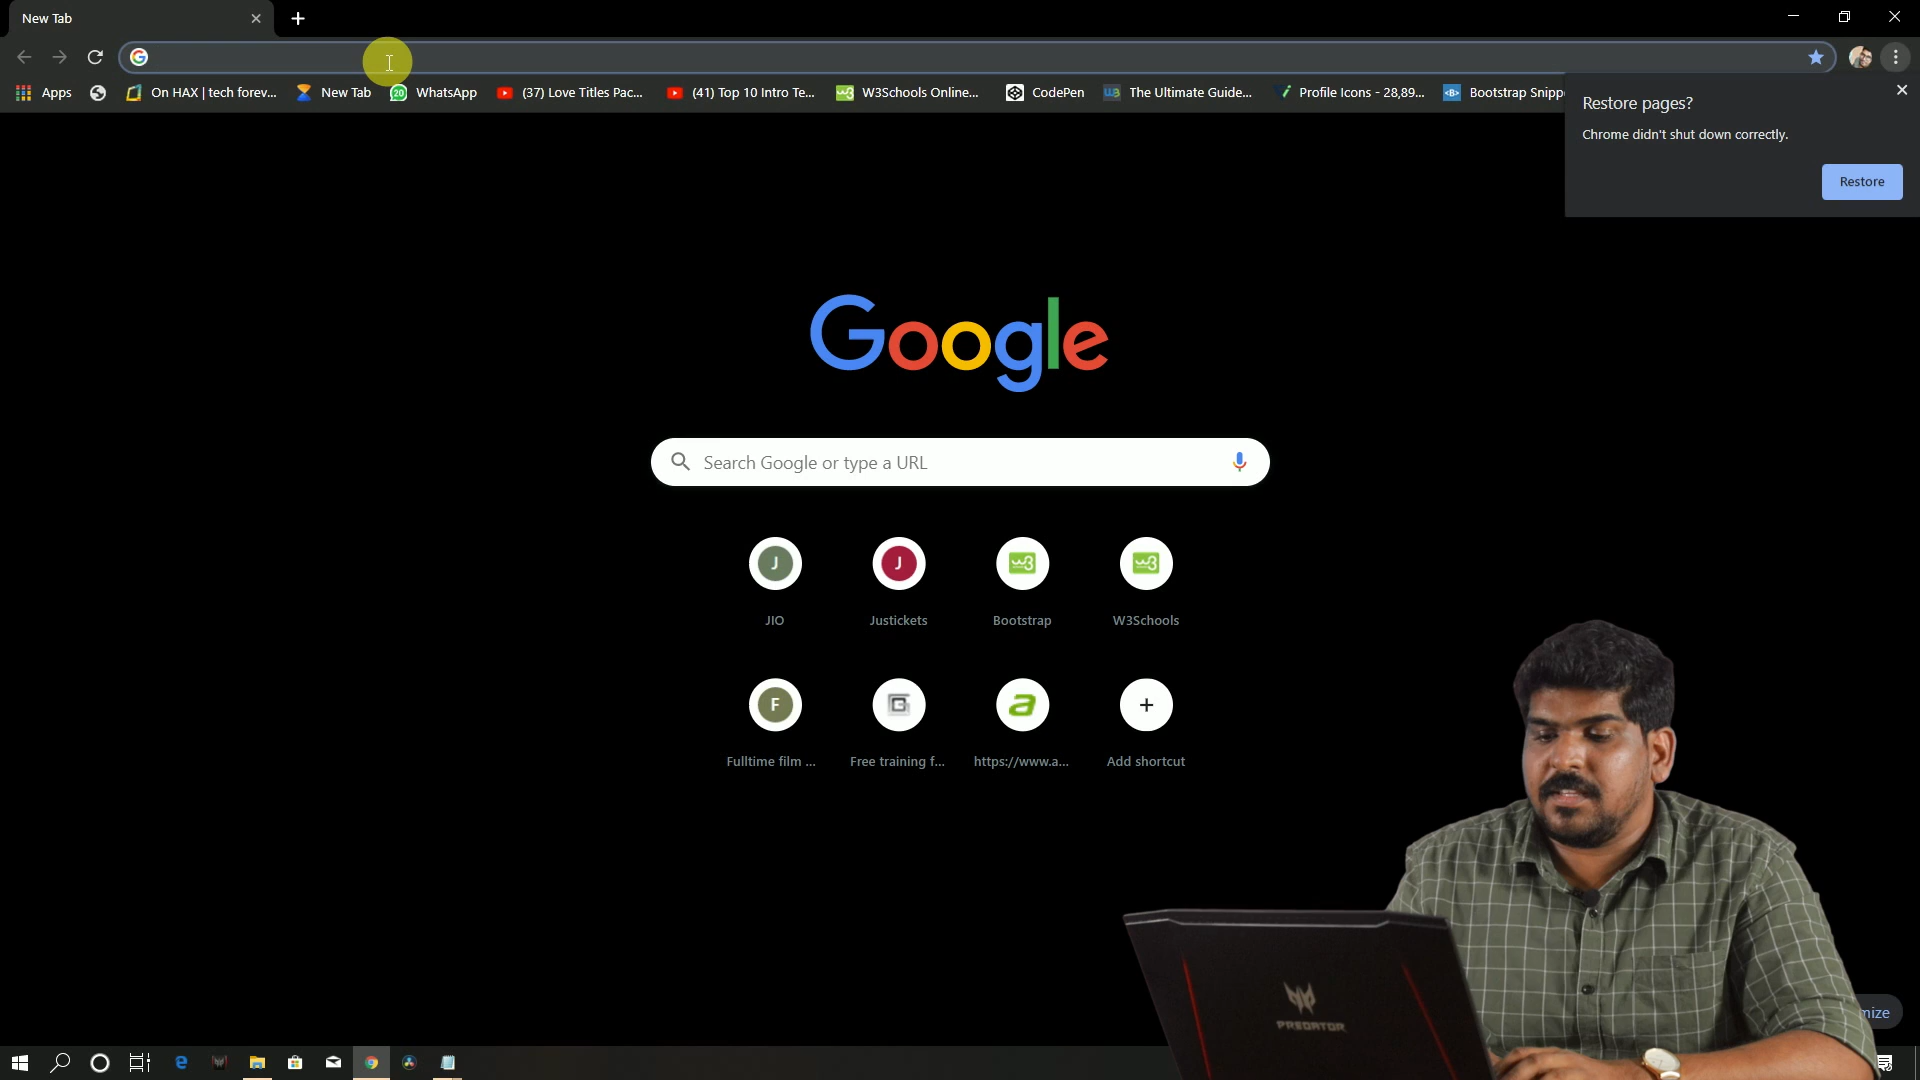 New Tab
Apps
On HAX | tech forev...
New Tab
20
WhatsApp
(37) Love Titles Pac...
(41) Top 10 Intro Te...
W3Schools Online...
CodePen
The Ultimate Guide...
Profile Icons - 28,89...
Bootstrap Snipp
Restore pages?
Chrome didn't shut down correctly.
Restore
Google
Search Google or type a URL
J
J
JIO
Justickets
Bootstrap
W3Schools
F
Fulltime film ...
Free training f...
https://www.a...
Add shortcut
PREDATOR
mize